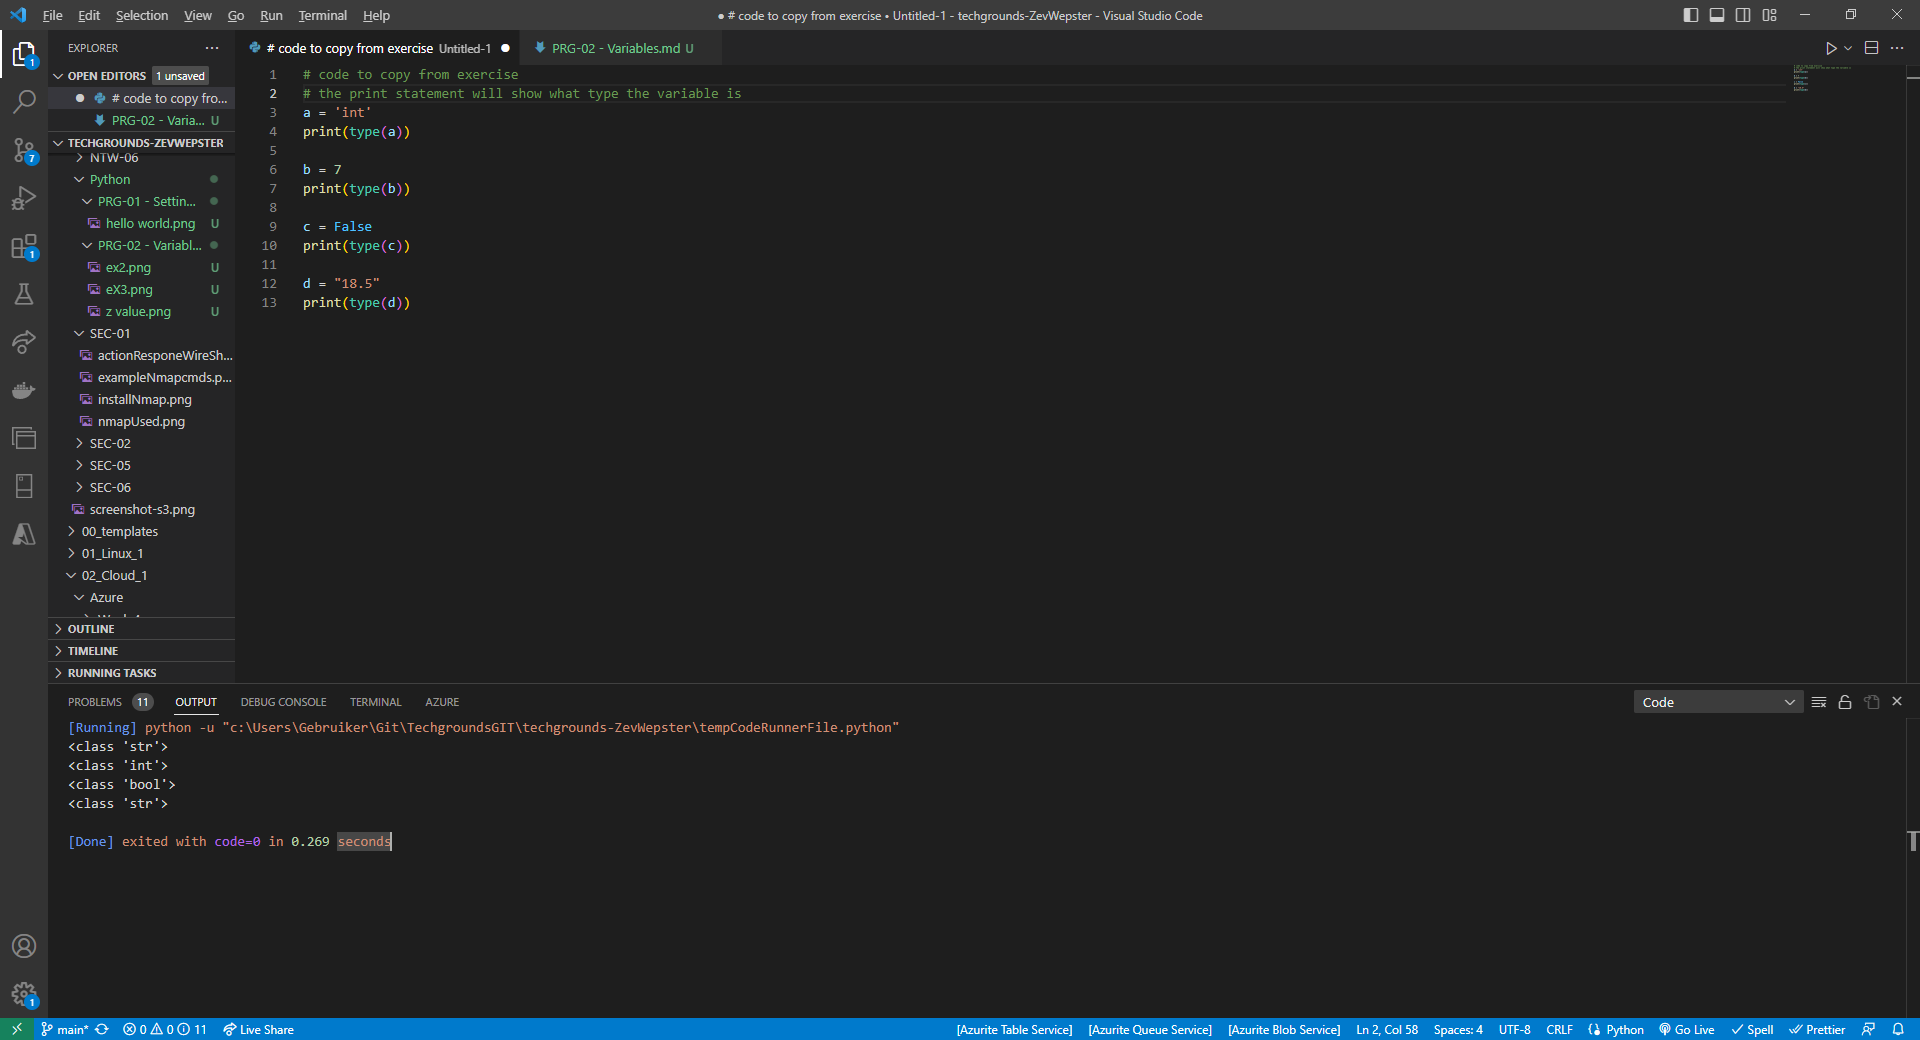 File Edit Selection View Go Run Terminal Help
● # code to copy from exercise • Untitled-1 - techgrounds-ZevWepster - Visual Studio Code
EXPLORER
# code to copy from exercise Untitled-1
PRG-02 - Variables.md U
OPEN EDITORS 1 unsaved
# code to copy fro...
PRG-02 - Varia... U
TECHGROUNDS-ZEVWEPSTER
NTW-06
Python
PRG-01 - Settin...
hello world.png U
PRG-02 - Variabl...
ex2.png U
eX3.png U
z value.png U
SEC-01
actionResponeWireSh...
exampleNmapcmds.p...
installNmap.png
nmapUsed.png
SEC-02
SEC-05
SEC-06
screenshot-s3.png
00_templates
01_Linux_1
02_Cloud_1
Azure
OUTLINE
TIMELINE
RUNNING TASKS
1
7
1
1
1 # code to copy from exercise
2 # the print statement will show what type the variable is
3 a = 'int'
4 print(type(a))
5
6 b = 7
7 print(type(b))
8
9 c = False
10 print(type(c))
11
12 d = "18.5"
13 print(type(d))
PROBLEMS 11 OUTPUT DEBUG CONSOLE TERMINAL AZURE
Code
[Running] python -u "c:\Users\Gebruiker\Git\TechgroundsGIT\techgrounds-ZevWepster\tempCodeRunnerFile.python"
<class 'str'>
<class 'int'>
<class 'bool'>
<class 'str'>
[Done] exited with code=0 in 0.269 seconds
main* 0 0 11 Live Share
[Azurite Table Service] [Azurite Queue Service] [Azurite Blob Service] Ln 2, Col 58 Spaces: 4 UTF-8 CRLF Python Go Live Spell Prettier